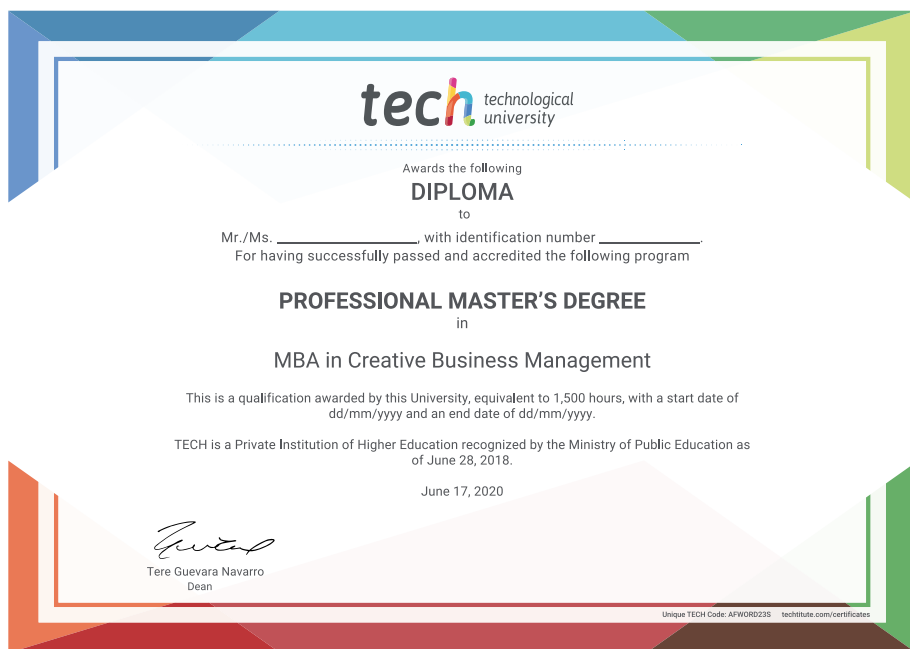 tech technological
university
Awards the following
DIPLOMA
to
Mr./Ms. ____________, with identification number ____________.
For having successfully passed and accredited the following program
PROFESSIONAL MASTER'S DEGREE
in
MBA in Creative Business Management
This is a qualification awarded by this University, equivalent to 1,500 hours, with a start date of
dd/mm/yyyy and an end date of dd/mm/yyyy.
TECH is a Private Institution of Higher Education recognized by the Ministry of Public Education as
of June 28, 2018.
June 17, 2020
Tere Guevara Navarro
Dean
Unique TECH Code: AFWORD23S techtitute.com/certificates